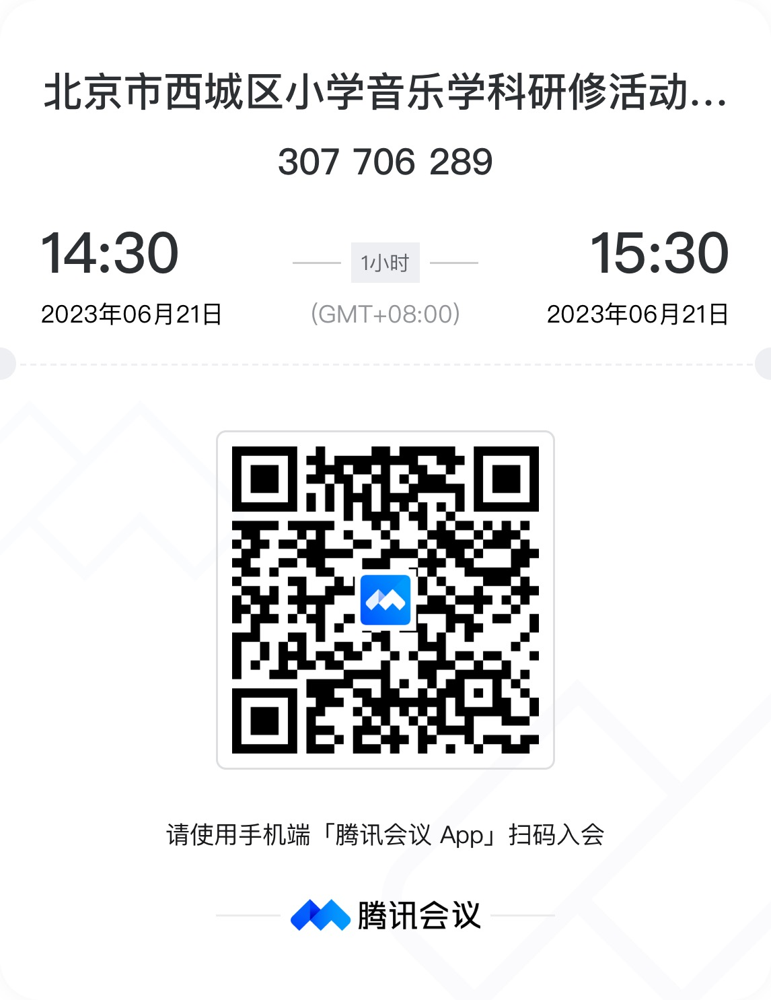 北京市西城区小学音乐学科研修活动...
307 706 289
14:30 1小时 15:30
2023年06月21日 (GMT+08:00) 2023年06月21日
请使用手机端「腾讯会议 App」扫码入会
腾讯会议